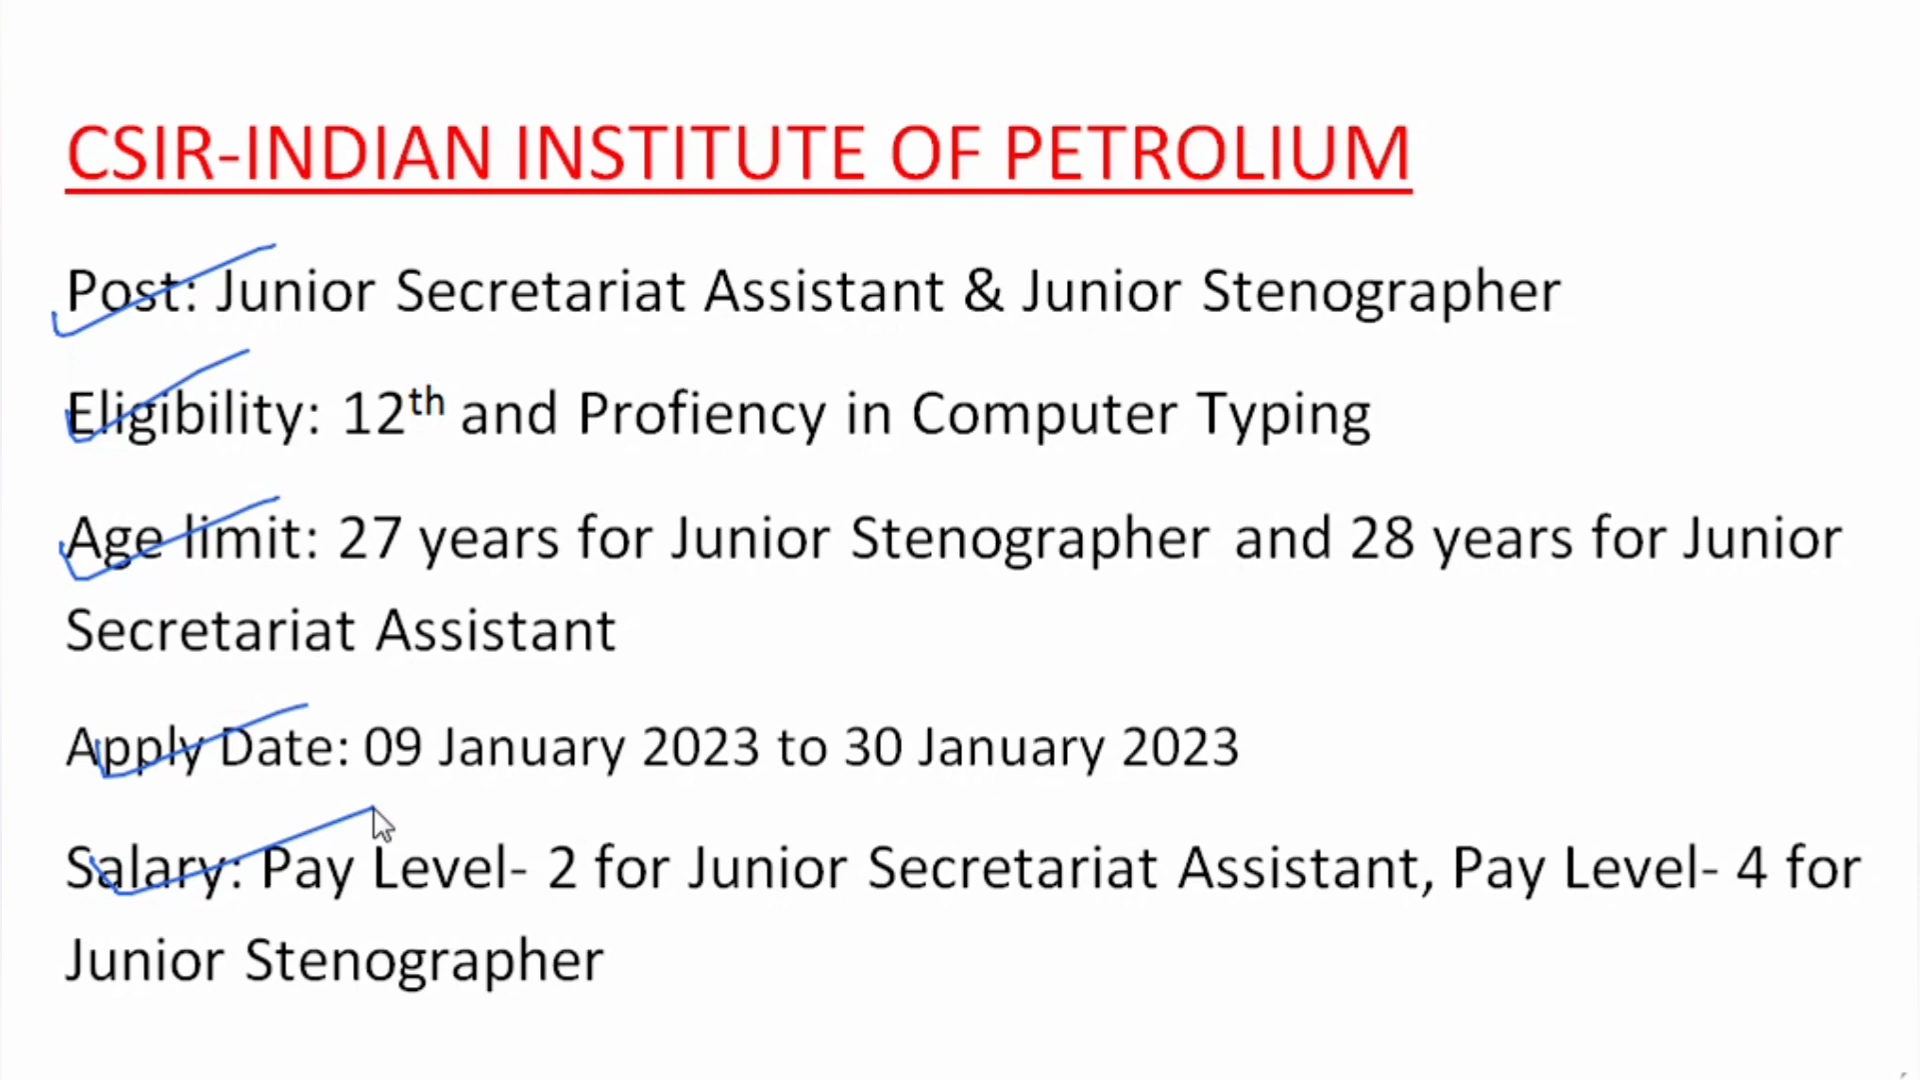 CSIR-INDIAN INSTITUTE OF PETROLIUM
Post: Junior Secretariat Assistant & Junior Stenographer
Eligibility: 12th and Profiency in Computer Typing
Age limit: 27 years for Junior Stenographer and 28 years for Junior
Secretariat Assistant
Apply Date: 09 January 2023 to 30 January 2023
Salary: Pay Level- 2 for Junior Secretariat Assistant, Pay Level- 4 for
Junior Stenographer